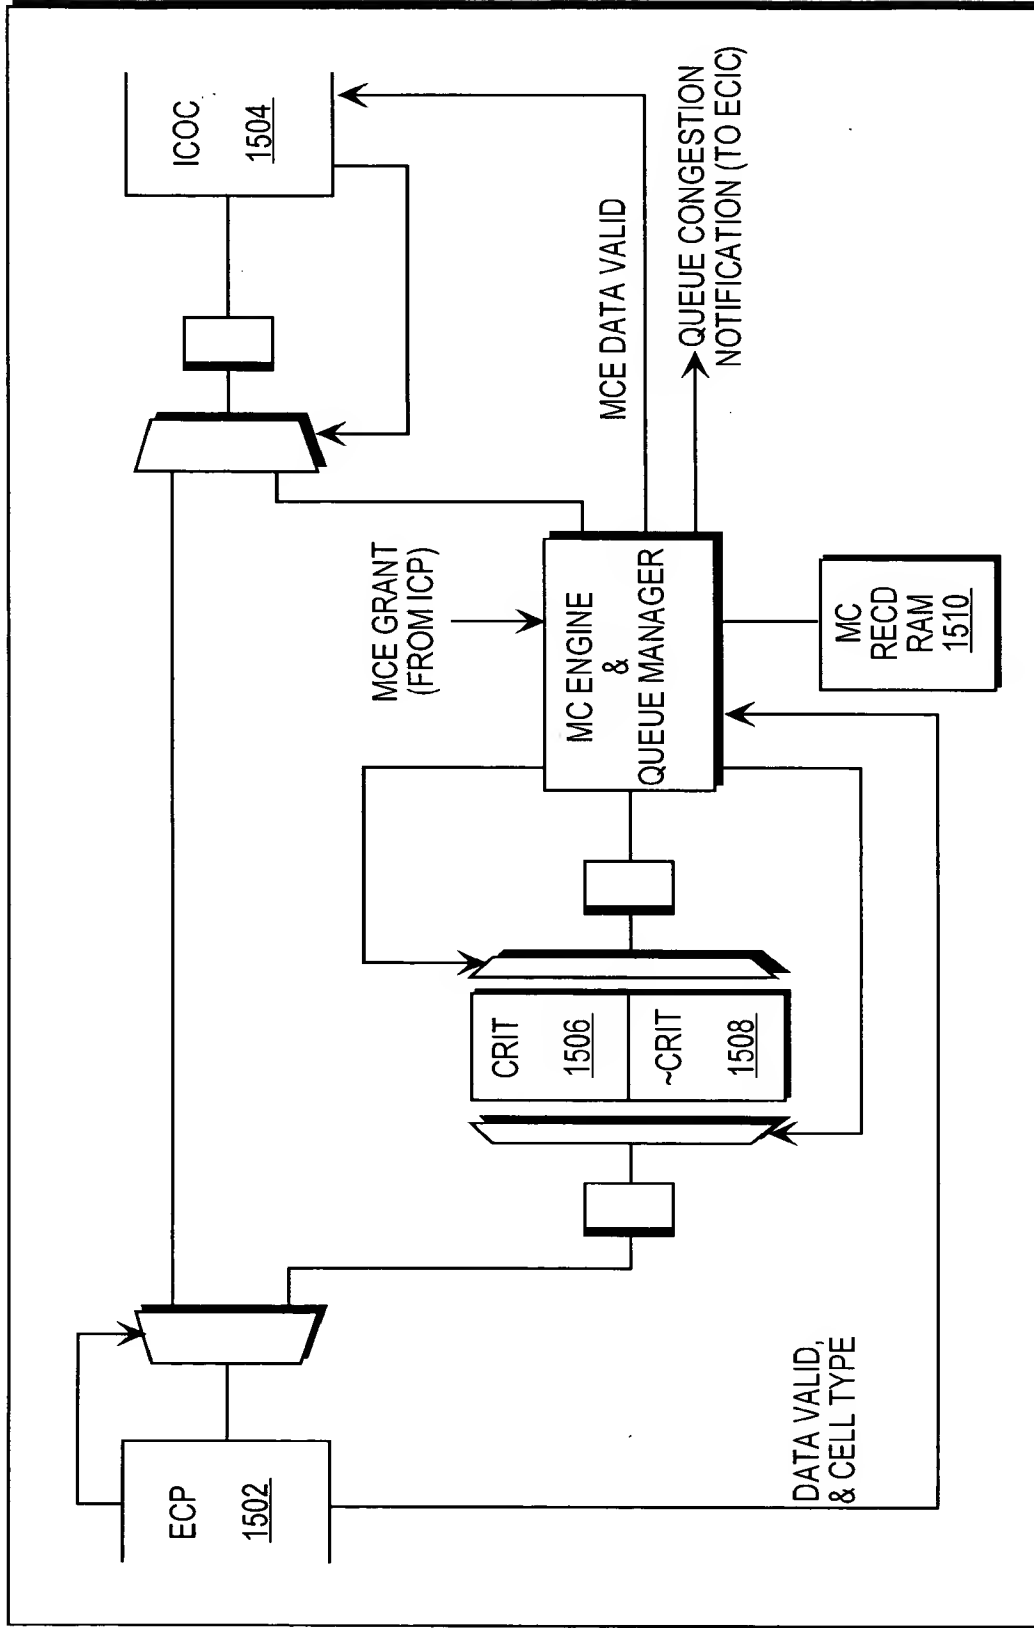 ECP
1502
ICOC
1504
MCE GRANT
(FROM ICP)
CRIT
1506
~CRIT
1508
MC ENGINE
&
QUEUE MANAGER
MCE DATA VALID
QUEUE CONGESTION
NOTIFICATION (TO ECIC)
DATA VALID,
& CELL TYPE
MC
RECD
RAM
1510